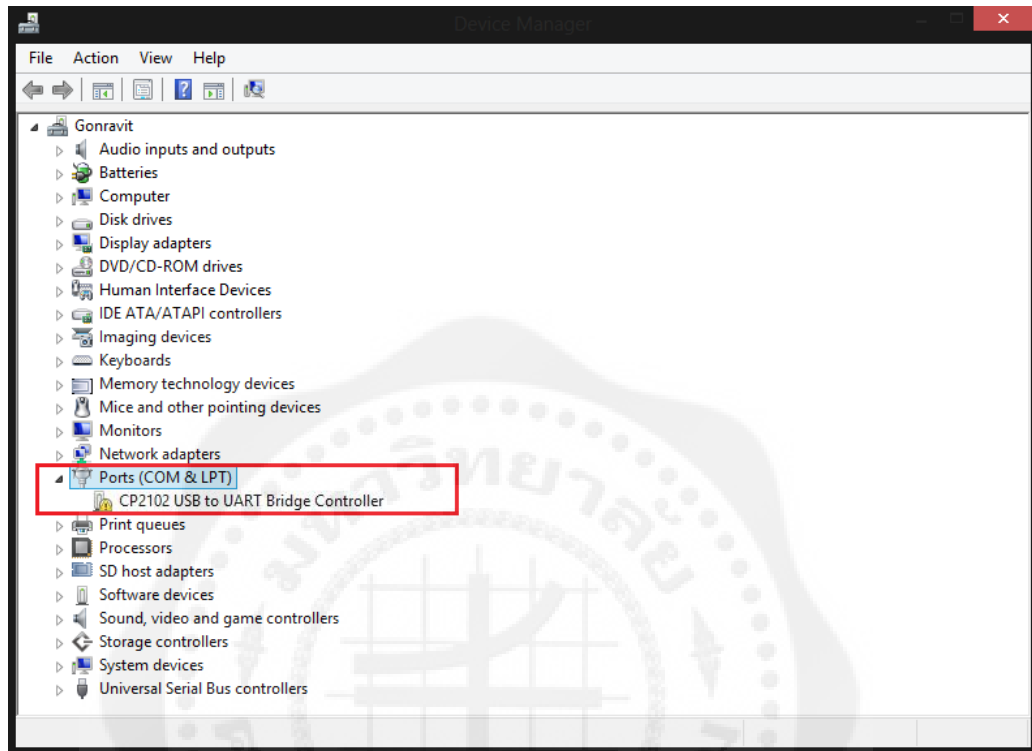 Device Manager
File Action View Help
Gonravit
Audio inputs and outputs
Batteries
Computer
Disk drives
Display adapters
DVD/CD-ROM drives
Human Interface Devices
IDE ATA/ATAPI controllers
Imaging devices
Keyboards
Memory technology devices
Mice and other pointing devices
Monitors
Network adapters
Ports (COM & LPT)
CP2102 USB to UART Bridge Controller
Print queues
Processors
SD host adapters
Software devices
Sound, video and game controllers
Storage controllers
System devices
Universal Serial Bus controllers